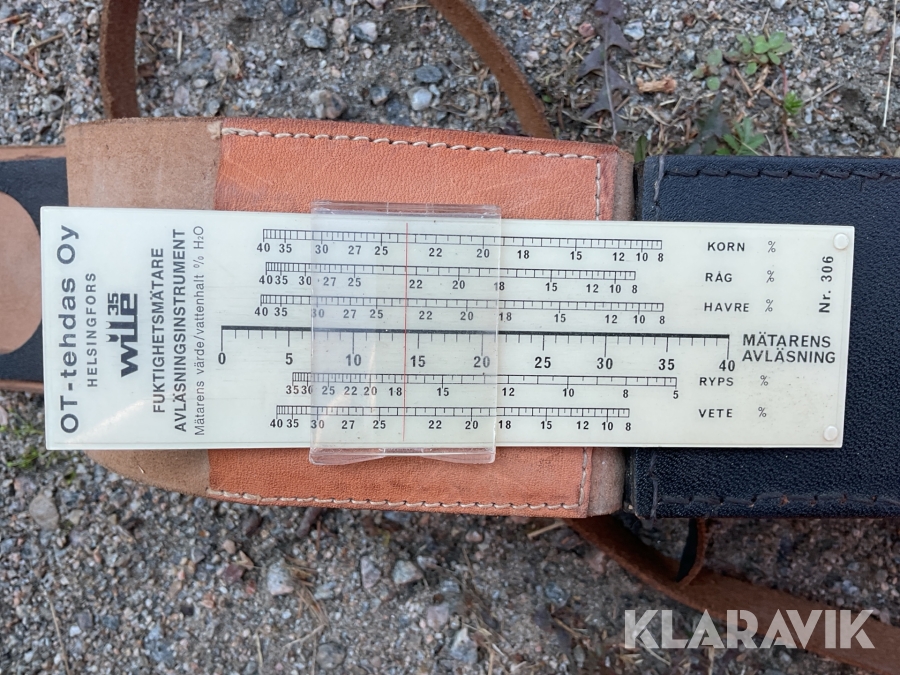 OT-tehdas Oy
HELSINGFORS
wile 35
FUKTIGHETSMÄTARE
AVLÄSNINGSINSTRUMENT
Mätarens värde/vattenhalt % H₂O
40 35 30 27 25 22 20 18 15 12 10 8 KORN %
40 35 30 28 25 22 20 18 15 12 10 8 RÅG %
40 35 30 27 25 22 20 18 15 12 10 8 HAVRE %
0 5 10 15 20 25 30 35 40 MÄTARENS AVLÄSNING
35 30 25 22 20 18 15 12 10 8 5 RYPS %
40 35 30 27 25 22 20 18 15 12 10 8 VETE %
Nr. 306
KLARAVIK